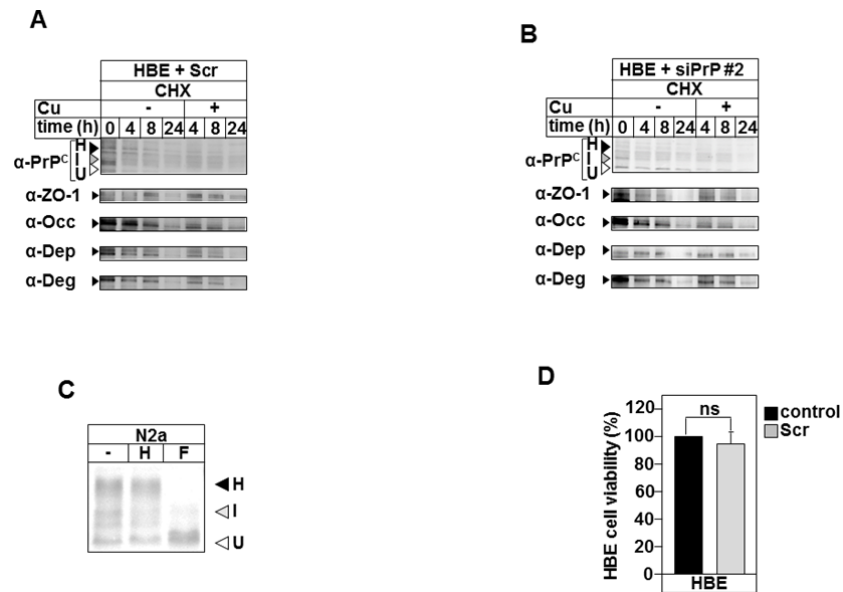 A
HBE + Scr
CHX
Cu - +
time (h) 0 4 8 24 4 8 24
α-PrPᶜ H I U
α-ZO-1
α-Occ
α-Dep
α-Deg
B
HBE + siPrP #2
CHX
Cu - +
time (h) 0 4 8 24 4 8 24
α-PrPᶜ H I U
α-ZO-1
α-Occ
α-Dep
α-Deg
C
N2a
- H F
H
I
U
D
HBE cell viability (%)
120
100
80
60
40
20
0
ns
control
Scr
HBE